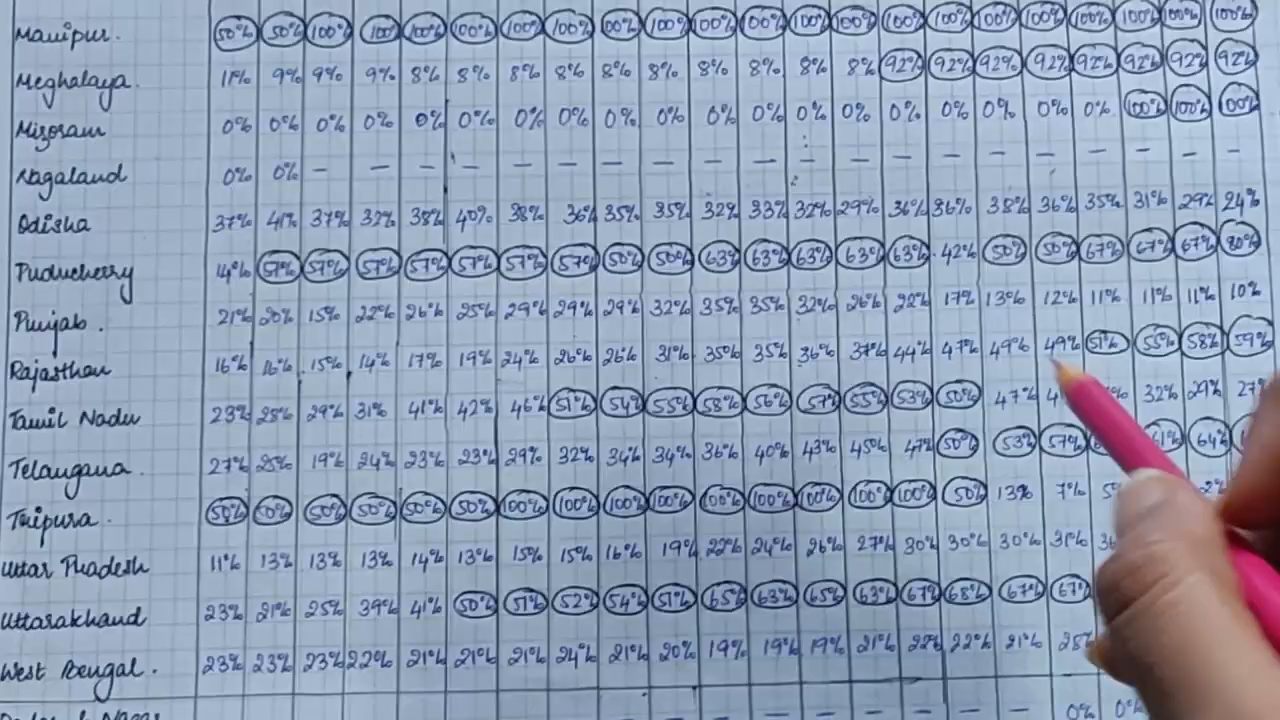 Manipur. 50% 50% 100% 100% 100% 100% 100% 100% 100% 100% 100% 100% 100% 100% 100% 100% 100% 100% 100% 100% 100% 100%
Meghalaya. 11% 9% 9% 9% 8% 8% 8% 8% 8% 8% 8% 8% 8% 8% 92% 92% 92% 92% 92% 92% 92% 92%
Mizoram 0% 0% 0% 0% 0% 0% 0% 0% 0% 0% 0% 0% 0% 0% 0% 0% 0% 0% 0% 100% 100% 100%
Nagaland 0% 0% — — — — — — — — — — — — — — — — — — — —
Odisha 37% 41% 37% 32% 38% 40% 38% 36% 35% 35% 32% 33% 32% 29% 36% 36% 38% 36% 35% 31% 29% 24%
Puducherry 14% 57% 57% 57% 57% 57% 57% 57% 50% 50% 63% 63% 63% 63% 63% 42% 50% 50% 67% 67% 67% 80%
Punjab. 21% 20% 15% 22% 26% 25% 29% 29% 29% 32% 35% 35% 32% 26% 22% 17% 13% 12% 11% 11% 11% 10%
Rajasthan 16% 16% 15% 14% 17% 19% 24% 26% 26% 31% 35% 35% 36% 37% 44% 47% 49% 49% 51% 55% 58% 59%
Tamil Nadu 23% 28% 29% 31% 41% 42% 46% 51% 54% 55% 58% 56% 57% 55% 53% 50% 47% 32% 29% 27%
Telangana. 27% 25% 19% 24% 23% 23% 29% 32% 34% 34% 36% 40% 43% 45% 47% 50% 53% 57% 64%
Tripura. 50% 50% 50% 50% 50% 50% 100% 100% 100% 100% 100% 100% 100% 100% 100% 50% 13% 7%
Uttar Pradesh 11% 13% 13% 13% 14% 13% 15% 15% 16% 19% 22% 24% 26% 27% 30% 30% 30% 31%
Uttarakhand 23% 21% 25% 39% 41% 50% 51% 52% 54% 51% 65% 63% 65% 63% 67% 68% 67% 67%
West Bengal. 23% 23% 23% 22% 21% 21% 21% 24% 21% 20% 19% 19% 19% 21% 22% 22% 21% 28%
— — — — — — — 0% 0%